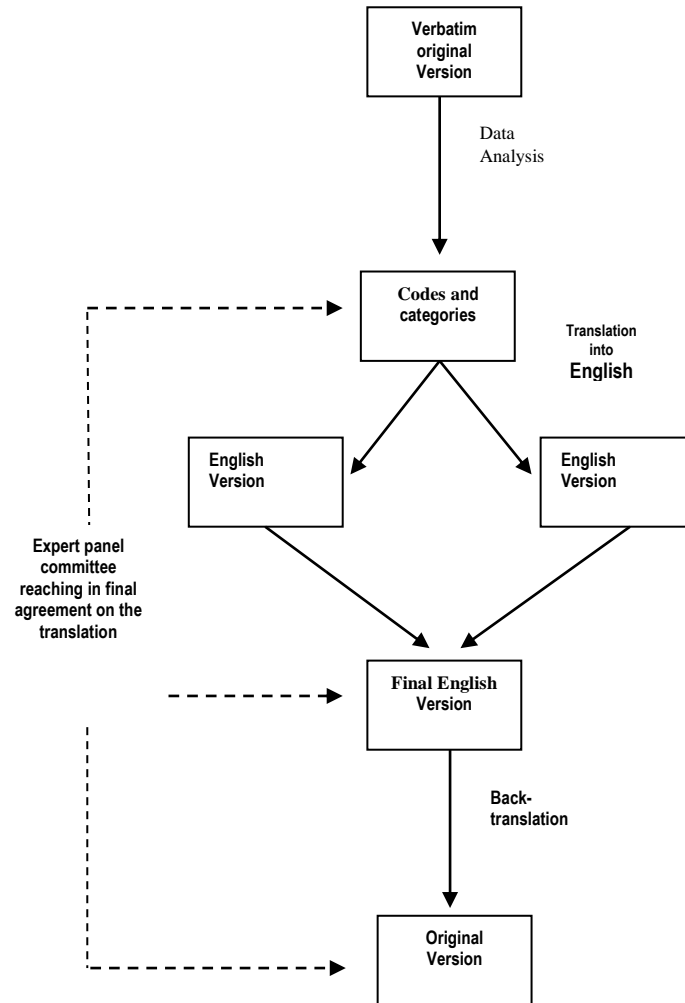 Verbatim
original
Version
Data
Analysis
Codes and
categories
Translation
into
English
English
Version
English
Version
Expert panel
committee
reaching in final
agreement on the
translation
Final English
Version
Back-
translation
Original
Version